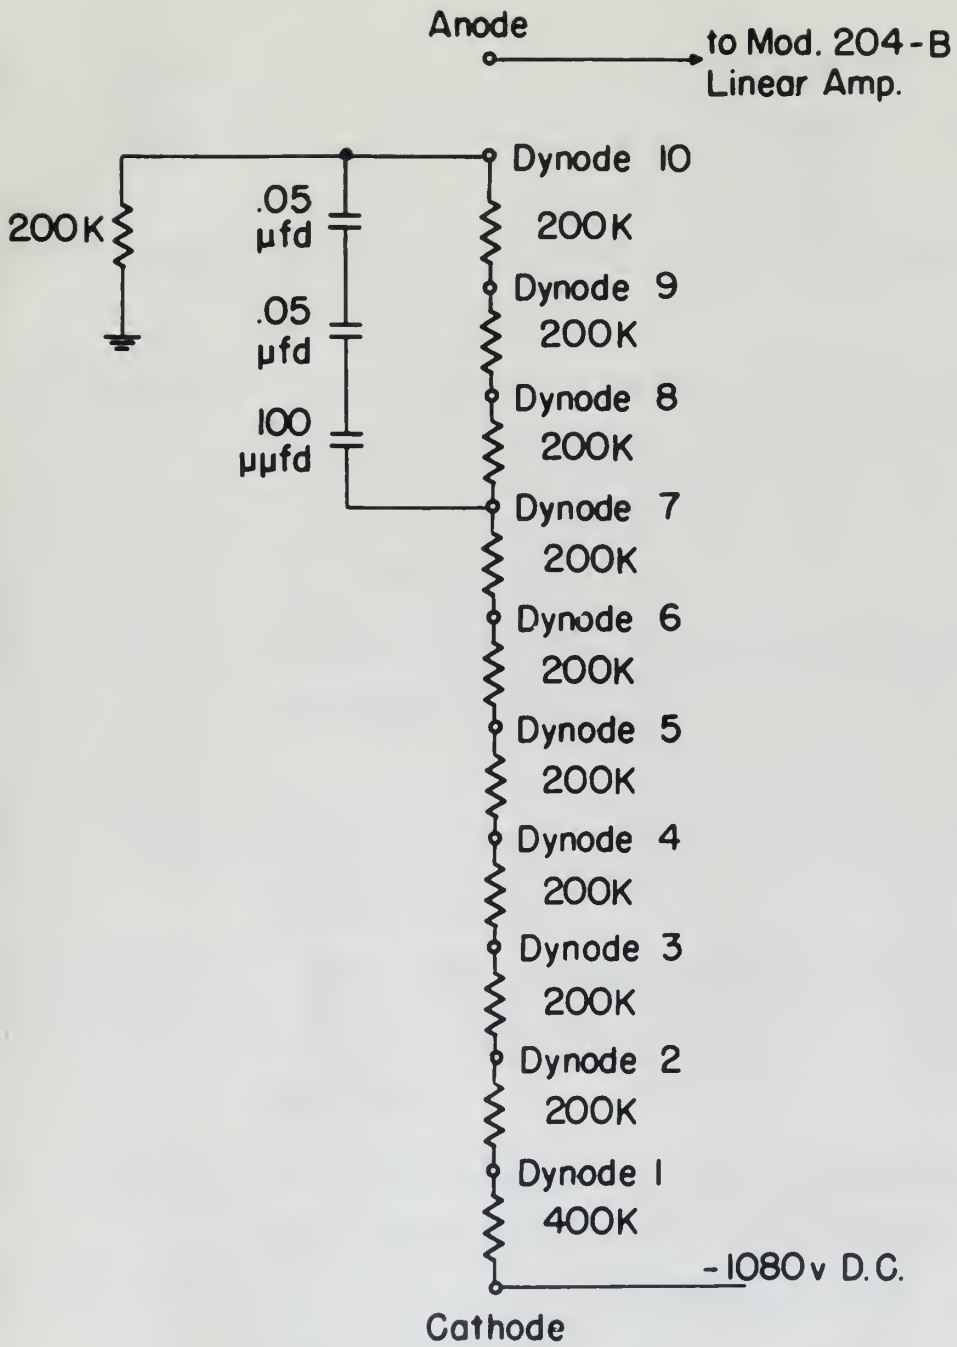 Anode
to Mod. 204-B
Linear Amp.
Dynode 10
.05
μfd
200K
200K
Dynode 9
.05
μfd
200K
Dynode 8
100
μμfd
200K
Dynode 7
200K
Dynode 6
200K
Dynode 5
200K
Dynode 4
200K
Dynode 3
200K
Dynode 2
200K
Dynode 1
400K
-1080v D.C.
Cathode